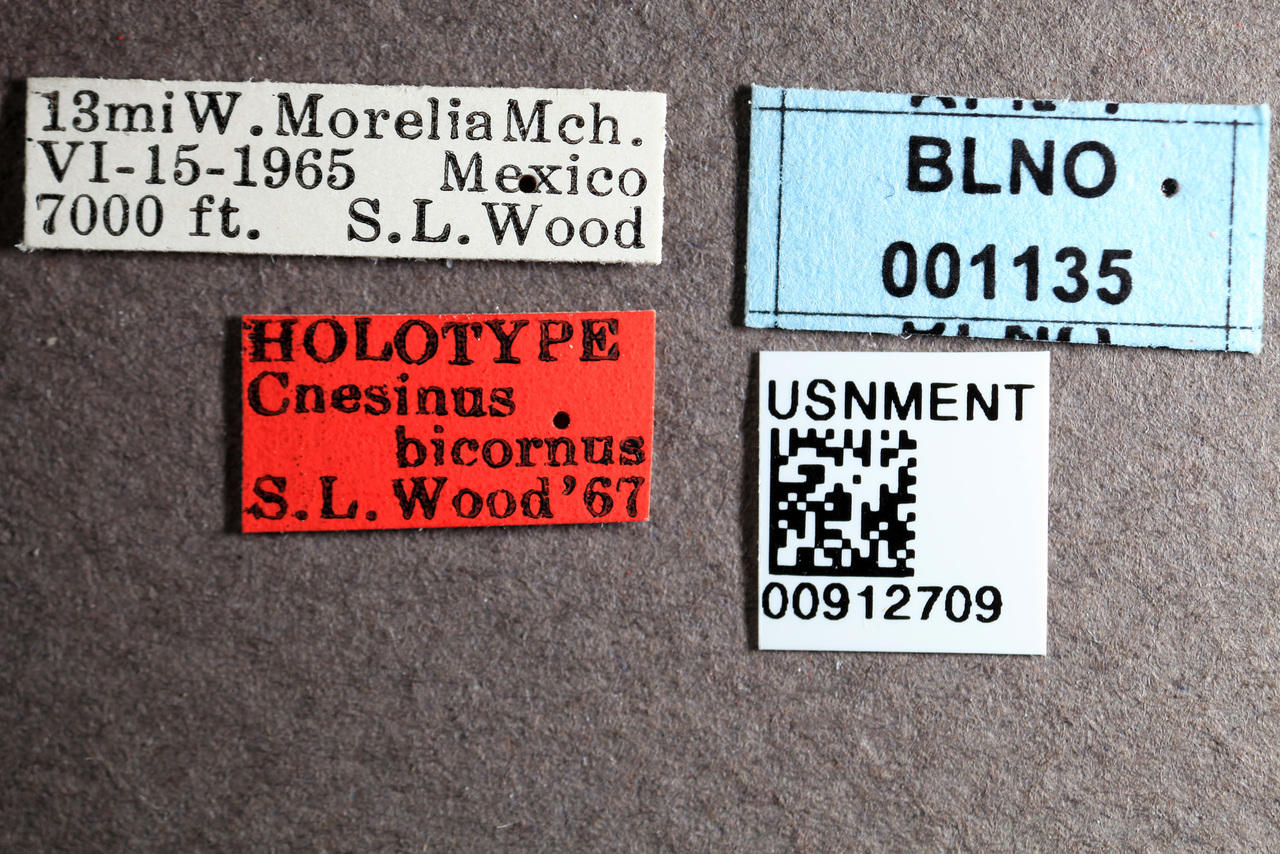 13mi W. Morelia Mch.
VI-15-1965 Mexico
7000 ft. S.L. Wood
HOLOTYPE
Cnesinus
bicornus
S.L. Wood '67
BLNO
001135
USNMENT
00912709